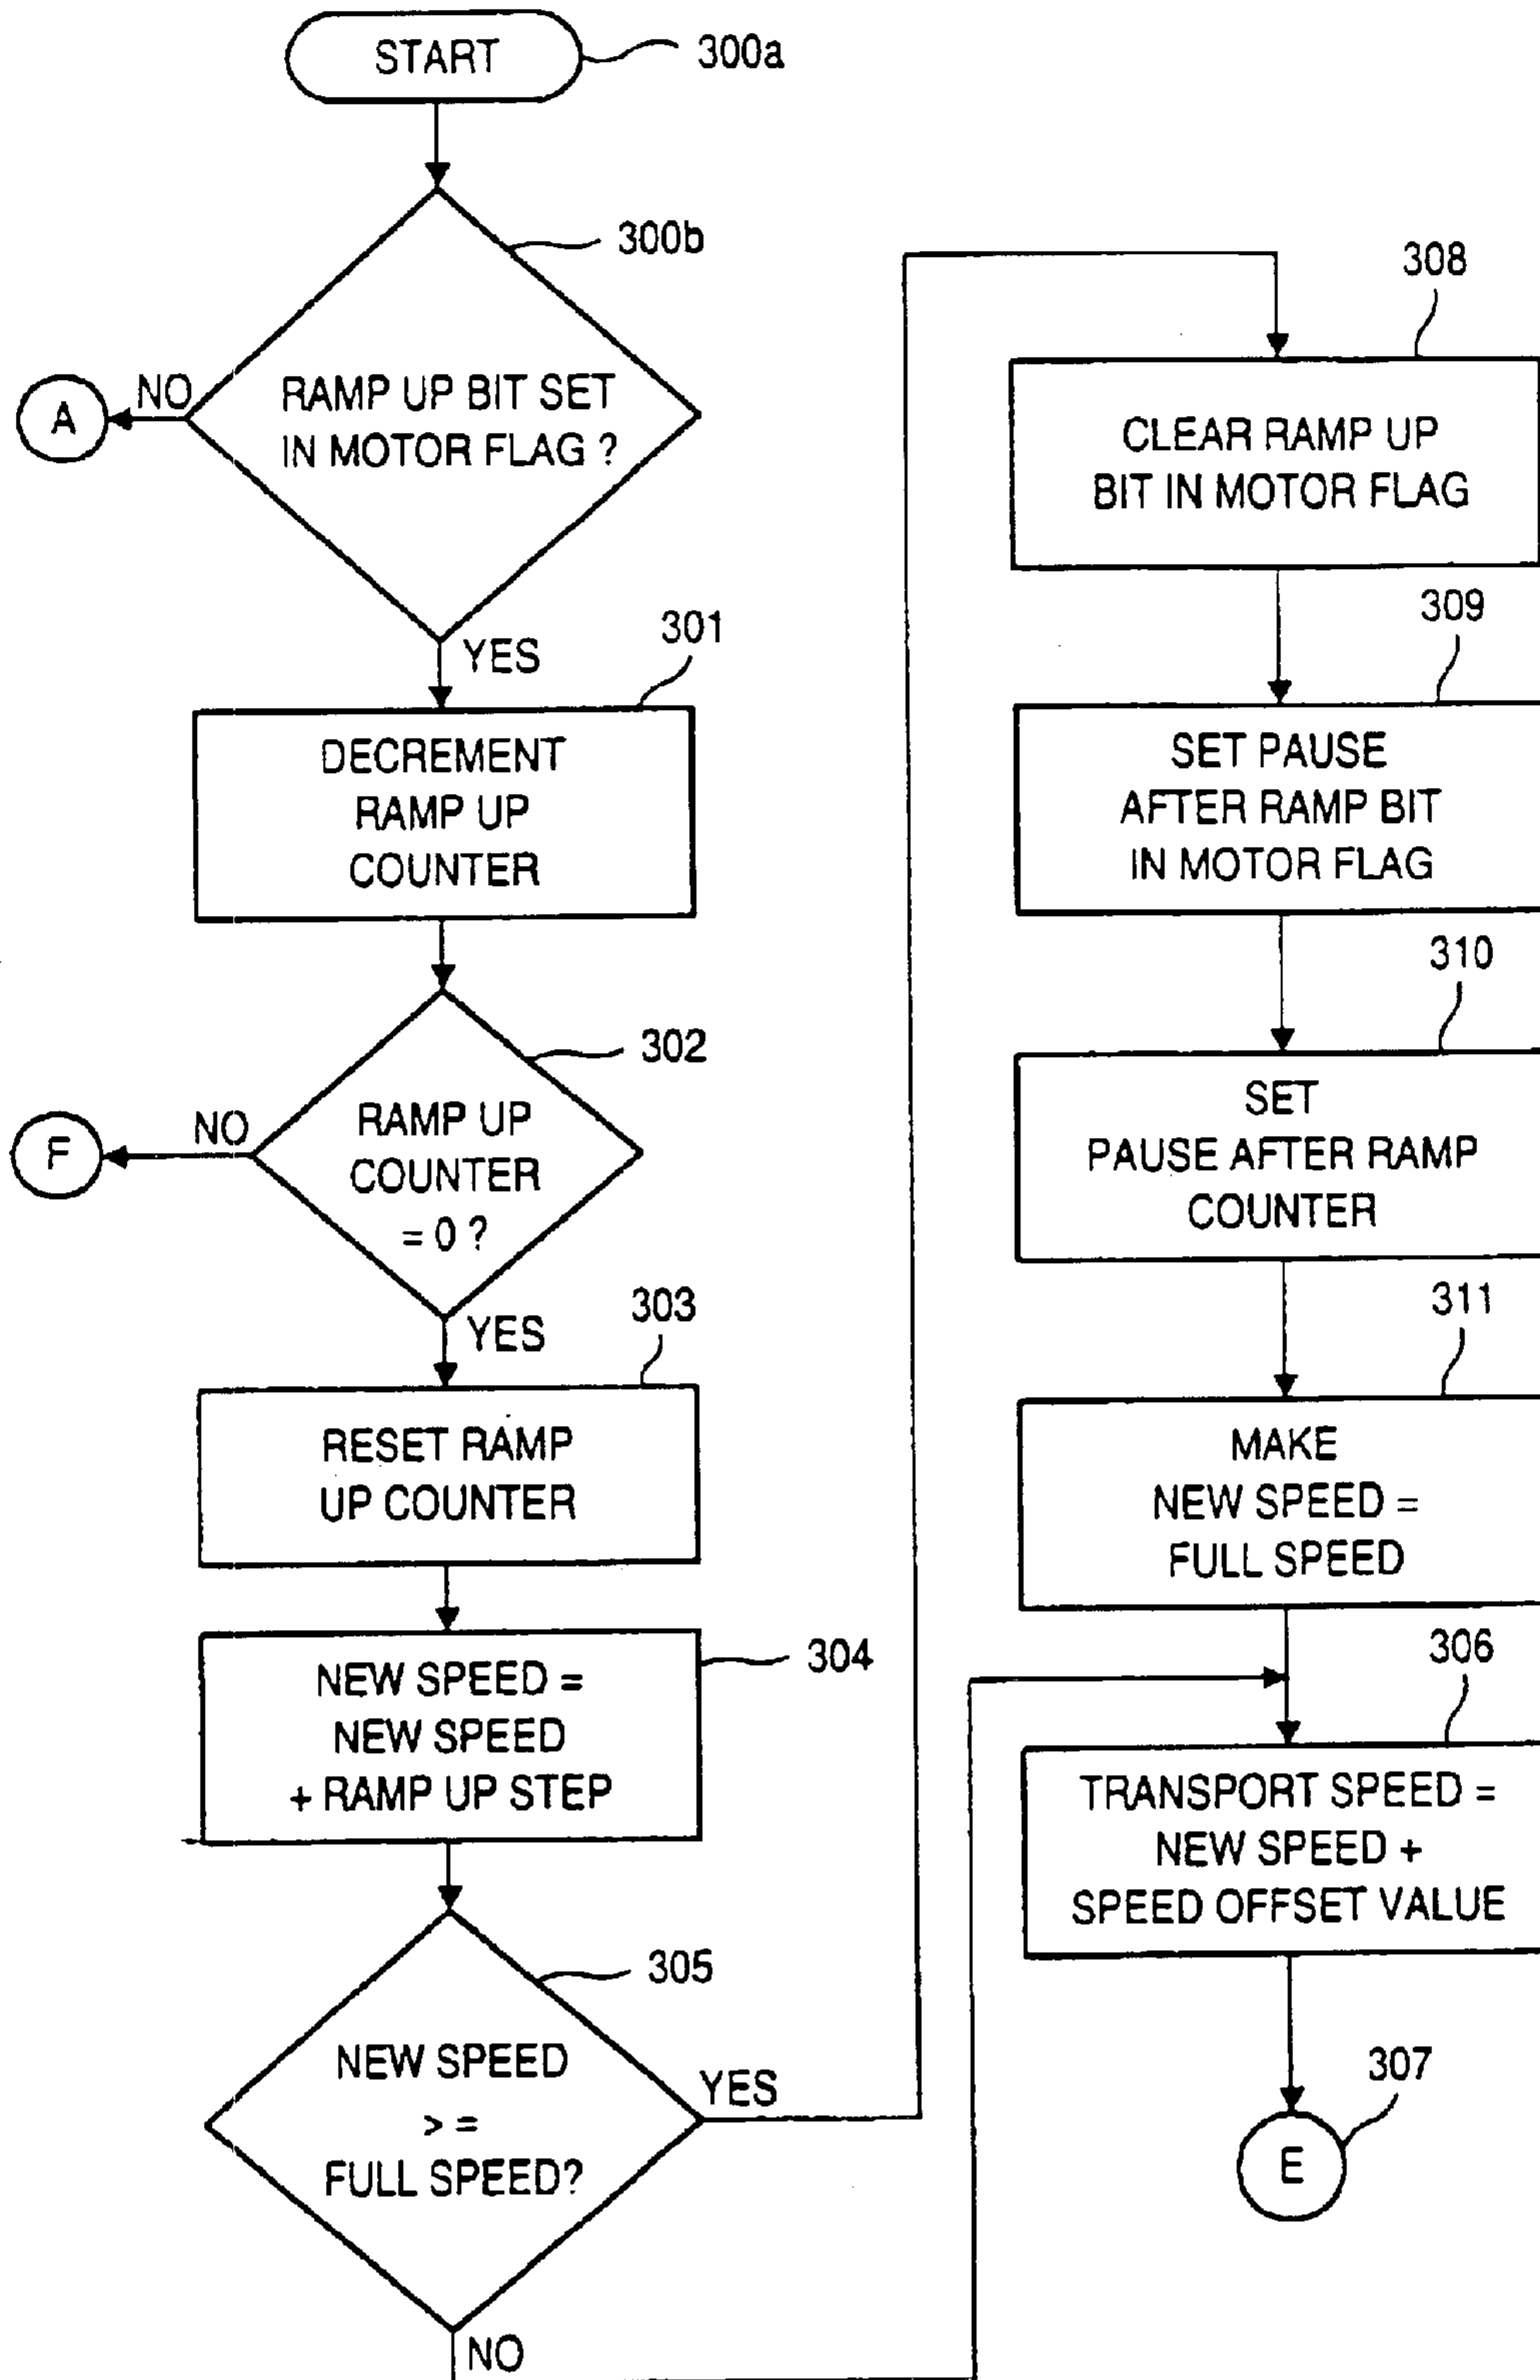 START
300a
300b
RAMP UP BIT SET
IN MOTOR FLAG ?
NO
A
YES
301
DECREMENT
RAMP UP
COUNTER
302
RAMP UP
COUNTER
= 0 ?
NO
F
YES
303
RESET RAMP
UP COUNTER
304
NEW SPEED =
NEW SPEED
+ RAMP UP STEP
305
NEW SPEED
> =
FULL SPEED?
YES
NO
308
CLEAR RAMP UP
BIT IN MOTOR FLAG
309
SET PAUSE
AFTER RAMP BIT
IN MOTOR FLAG
310
SET
PAUSE AFTER RAMP
COUNTER
311
MAKE
NEW SPEED =
FULL SPEED
306
TRANSPORT SPEED =
NEW SPEED +
SPEED OFFSET VALUE
307
E